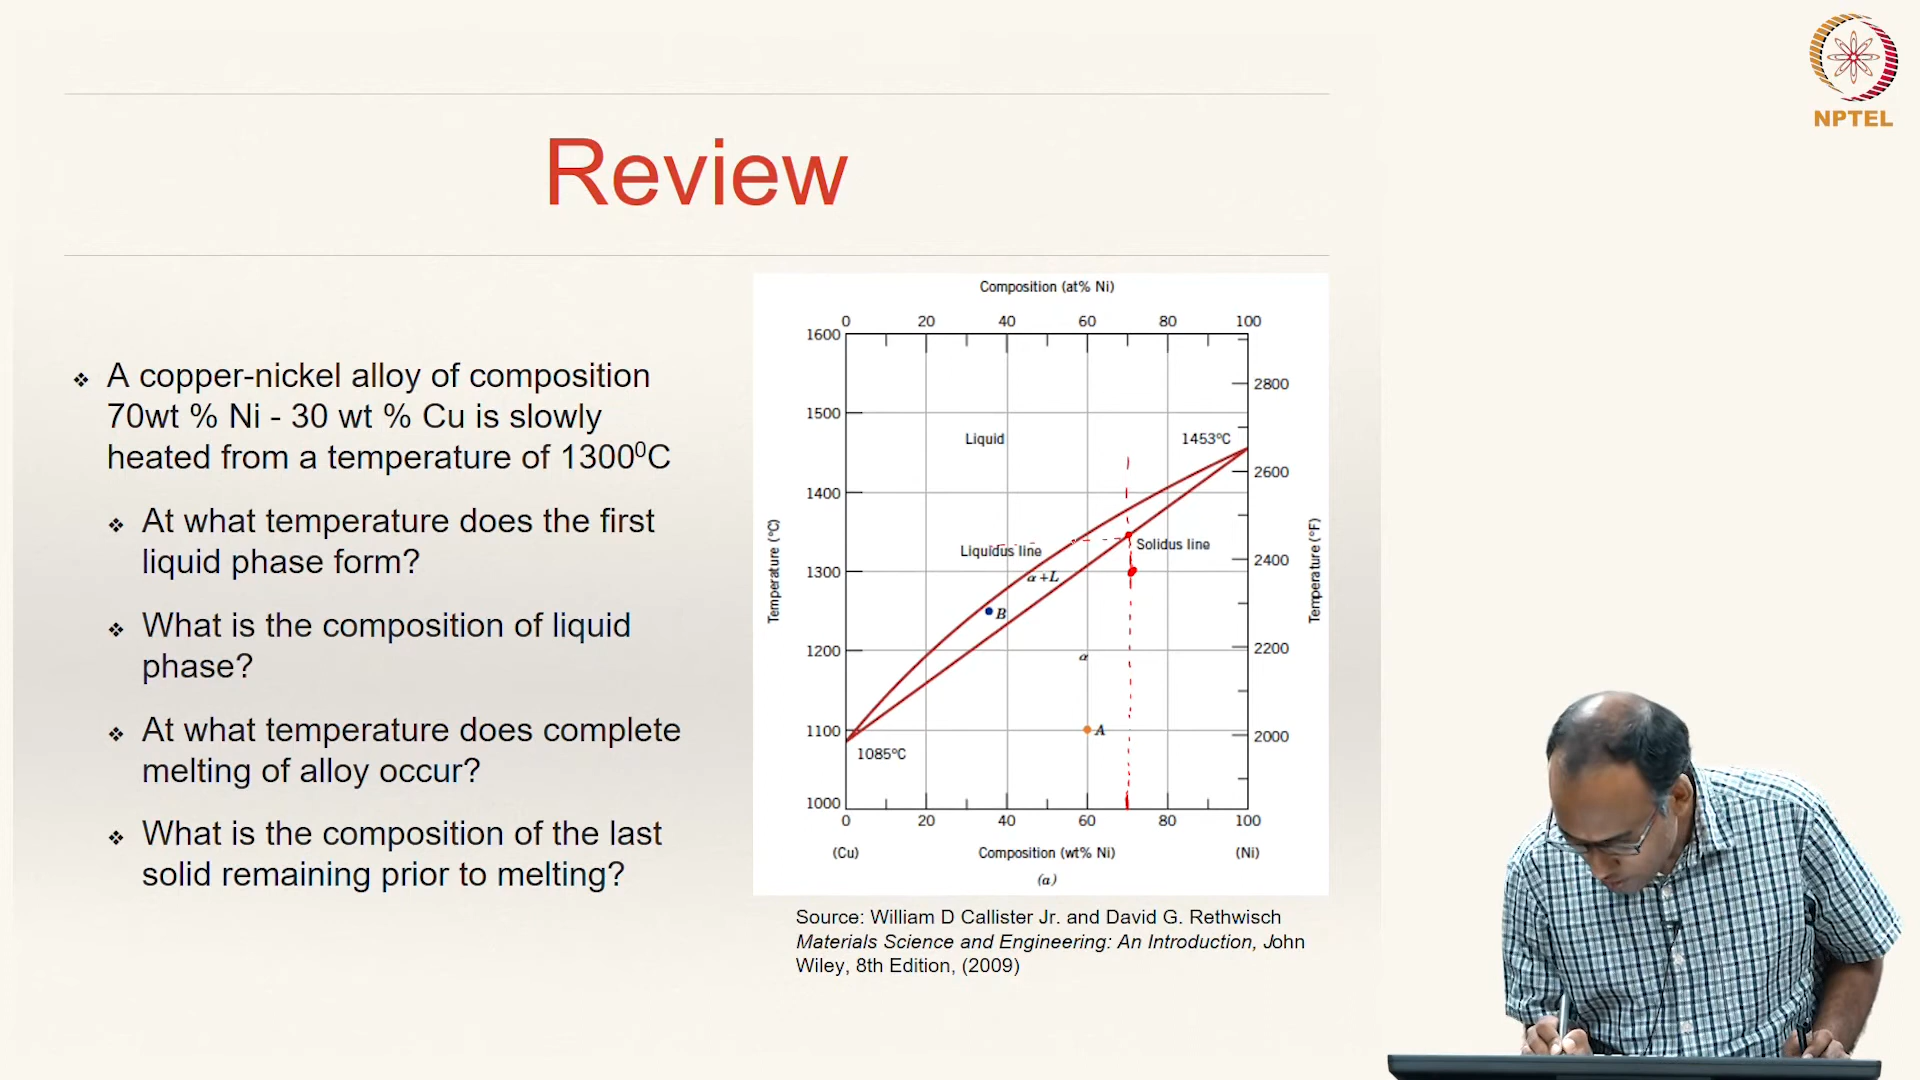 NPTEL
Review
❖ A copper-nickel alloy of composition
70wt % Ni - 30 wt % Cu is slowly
heated from a temperature of 1300⁰C
❖ At what temperature does the first
liquid phase form?
❖ What is the composition of liquid
phase?
❖ At what temperature does complete
melting of alloy occur?
❖ What is the composition of the last
solid remaining prior to melting?
Composition (at% Ni)
0 20 40 60 80 100
1600
1500
1400
1300
1200
1100
1000
Temperature (°C)
2800
2600
2400
2200
2000
Temperature (°F)
Liquid
1453°C
Liquidus line
Solidus line
α+L
B
α
A
1085°C
0 20 40 60 80 100
(Cu) Composition (wt% Ni) (Ni)
(a)
Source: William D Callister Jr. and David G. Rethwisch
Materials Science and Engineering: An Introduction, John
Wiley, 8th Edition, (2009)